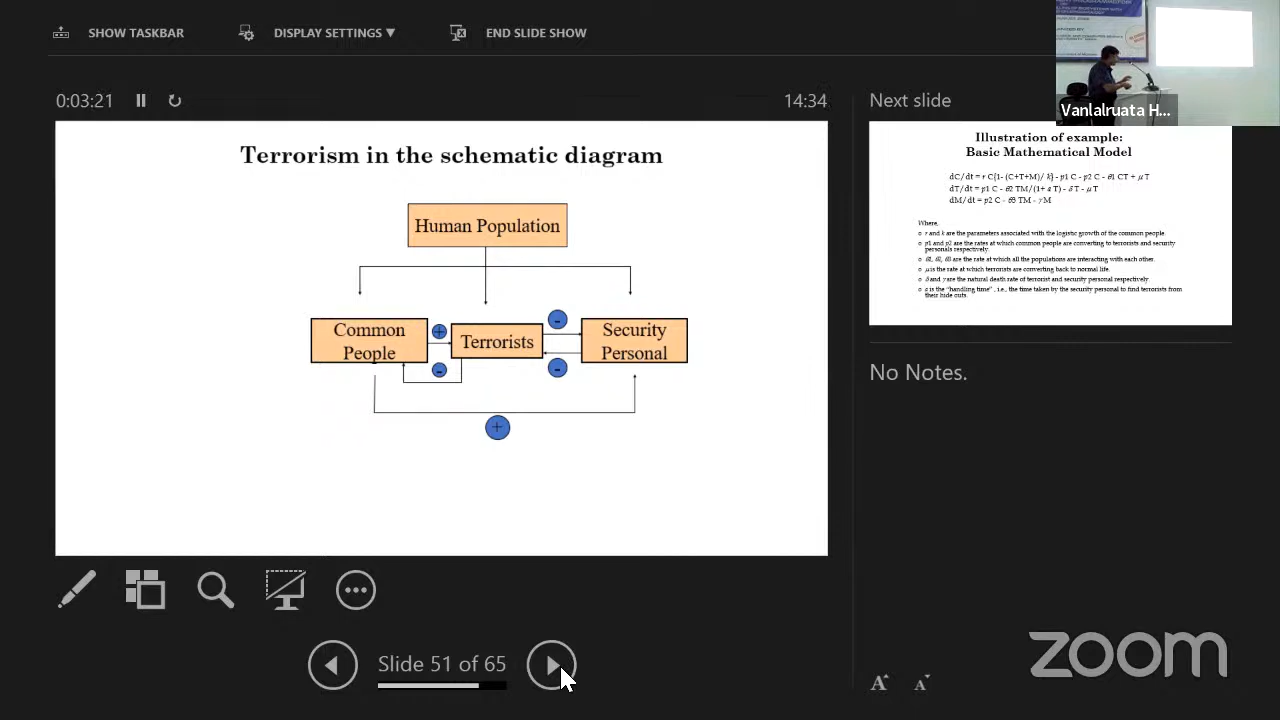 SHOW TASKBAR
DISPLAY SETTINGS ▼
END SLIDE SHOW
0:03:21
14:34
Next slide
Vanlalruata H...
Terrorism in the schematic diagram
Human Population
Common
People
+
-
Terrorists
-
-
Security
Personal
+
Illustration of example:
Basic Mathematical Model
dC/dt = r C{1- (C+T+M)/ k} - p1 C - p2 C - θ1 CT + μ T
dT/dt = p1 C - θ2 TM/(1+ a T) - δ T - μ T
dM/dt = p2 C - θ3 TM - γ M
Where,
r and k are the parameters associated with the logistic growth of the common people.
p1 and p2 are the rates at which common people are converting to terrorists and security
personals respectively.
θ1, θ2, θ3 are the rate at which all the populations are interacting with each other.
μ is the rate at which terrorists are converting back to normal life.
δ and γ are the natural death rate of terrorist and security personal respectively.
a is the "handling time" , i.e., the time taken by the security personal to find terrorists from
their hide outs.
No Notes.
Slide 51 of 65
A A
zoom